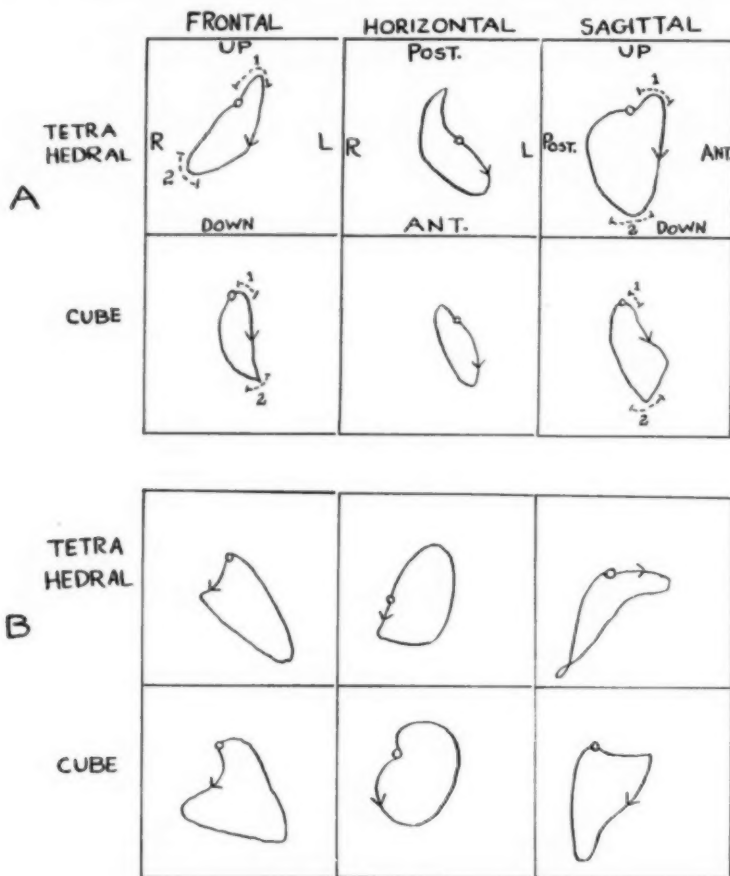 FRONTAL HORIZONTAL SAGITTAL
UP POST. UP
1 1
TETRA
HEDRAL
R L R L POST. ANT.
2
A
DOWN ANT. 2 DOWN
1 1
CUBE
2 2
TETRA
HEDRAL
B
CUBE